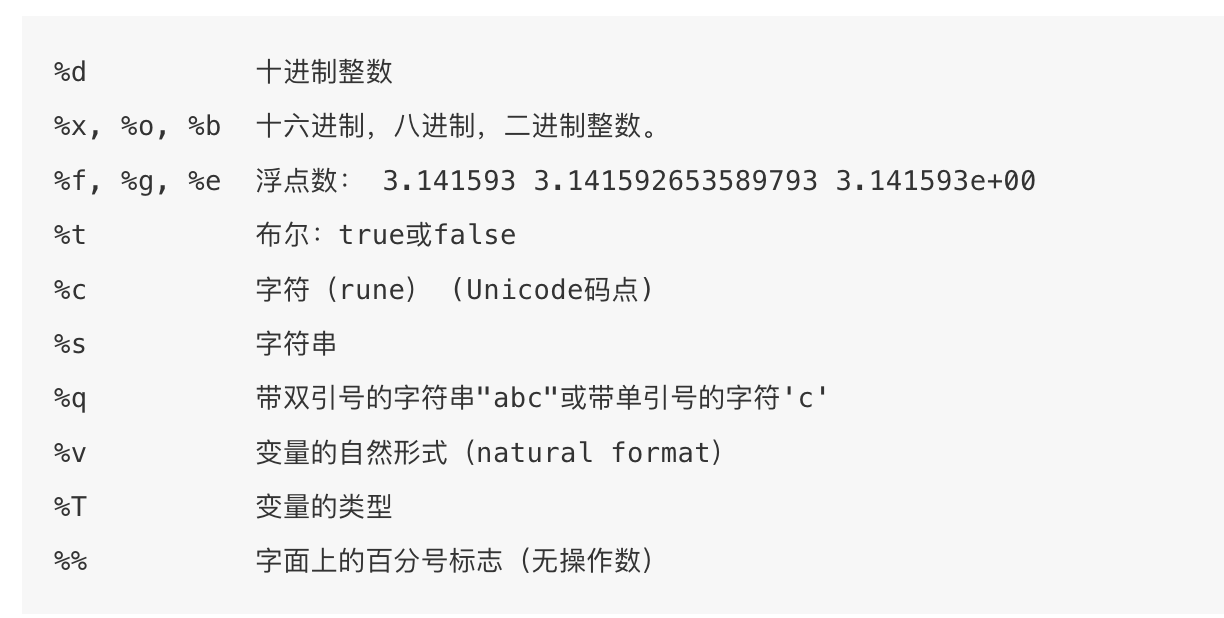 %d          十进制整数
%x, %o, %b  十六进制，八进制，二进制整数。
%f, %g, %e  浮点数： 3.141593 3.141592653589793 3.141593e+00
%t          布尔：true或false
%c          字符（rune） (Unicode码点)
%s          字符串
%q          带双引号的字符串"abc"或带单引号的字符'c'
%v          变量的自然形式（natural format）
%T          变量的类型
%%          字面上的百分号标志（无操作数）